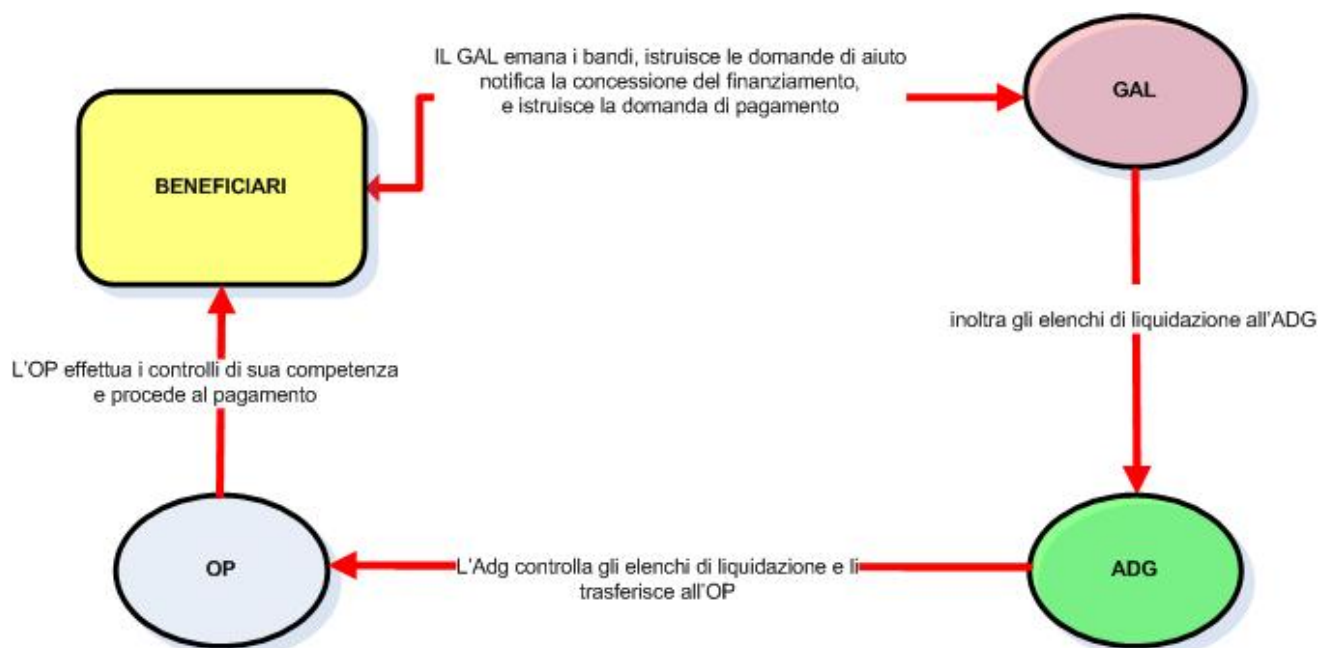 IL GAL emana i bandi, istruisce le domande di aiuto
notifica la concessione del finanziamento,
e istruisce la domanda di pagamento
GAL
BENEFICIARI
inoltra gli elenchi di liquidazione all'ADG
L'OP effettua i controlli di sua competenza
e procede al pagamento
OP
L'Adg controlla gli elenchi di liquidazione e li
trasferisce all'OP
ADG